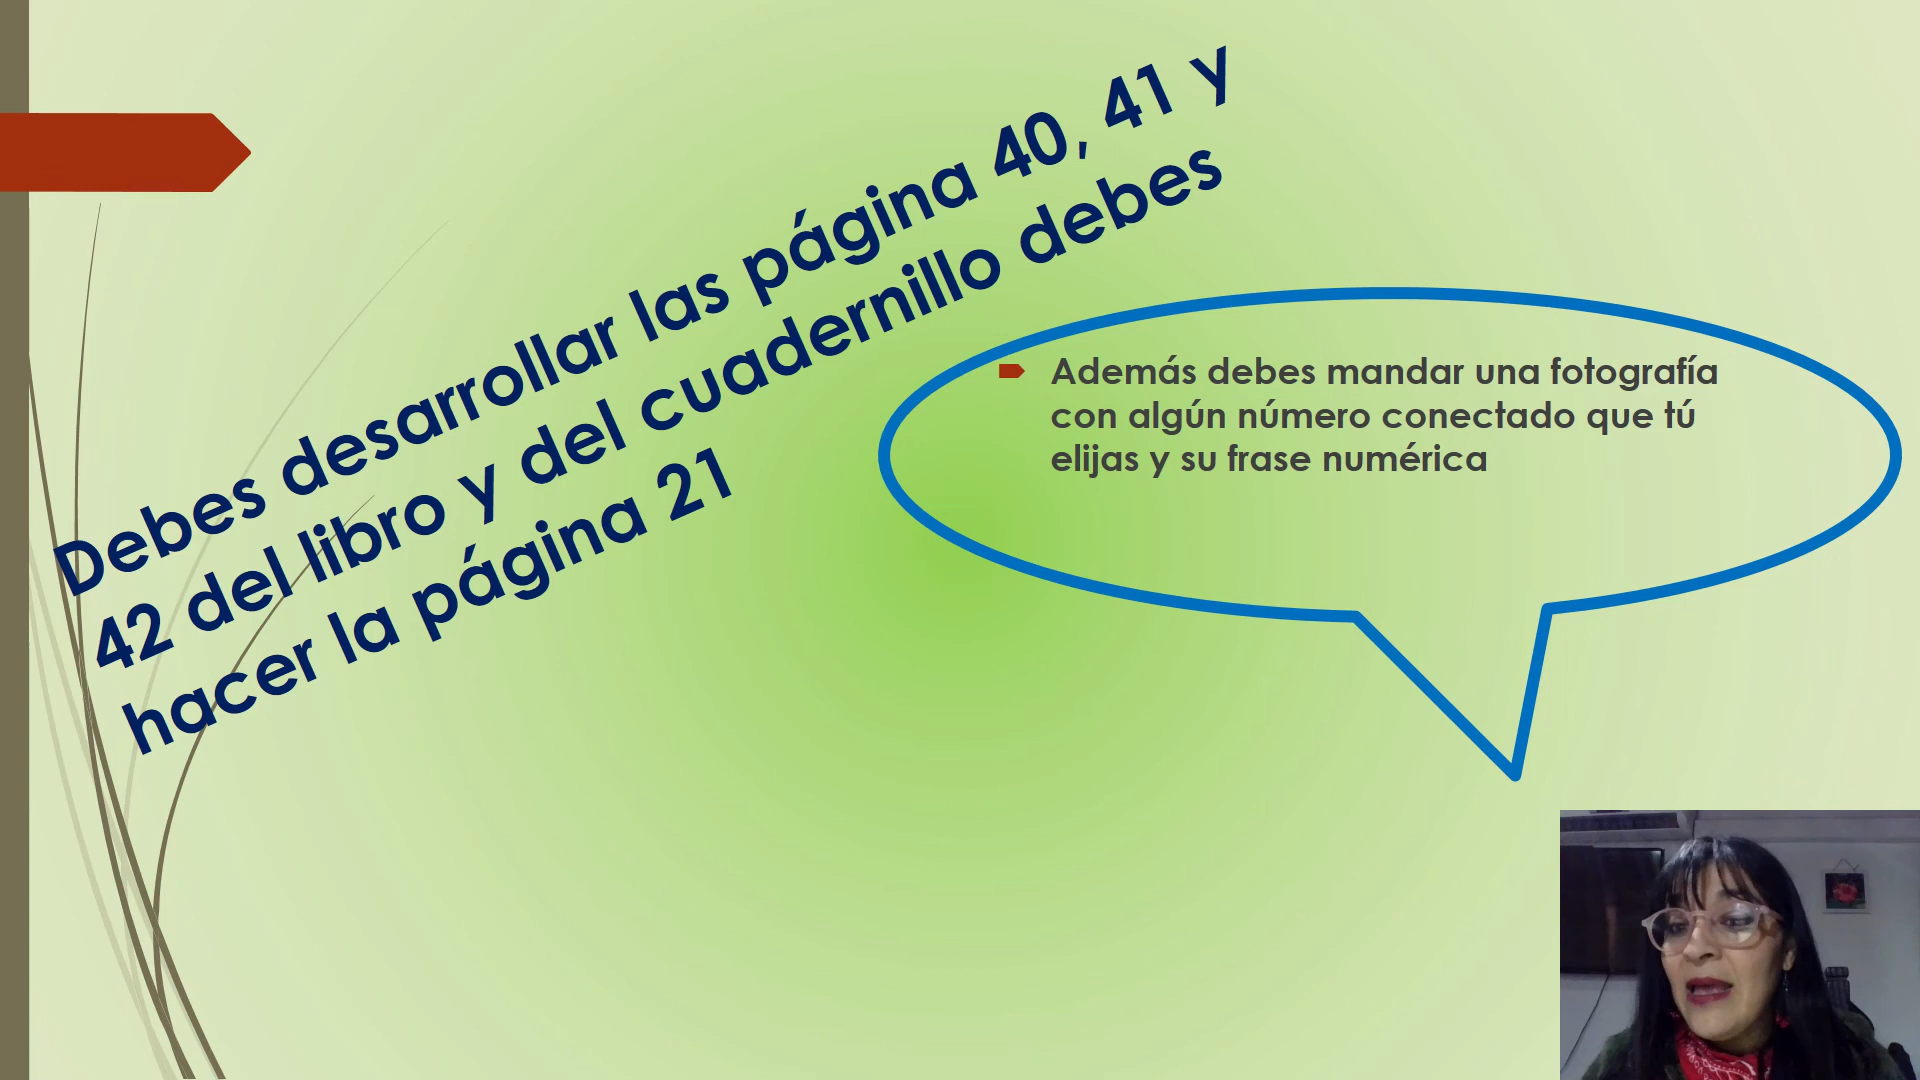 Debes desarrollar las página 40, 41 y
42 del libro y del cuadernillo debes
hacer la página 21
Además debes mandar una fotografía
con algún número conectado que tú
elijas y su frase numérica